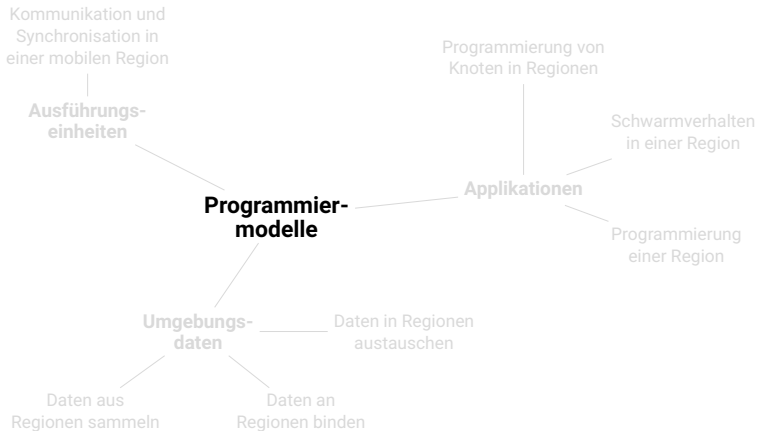 Kommunikation und
Synchronisation in
einer mobilen Region
Programmierung von
Knoten in Regionen
Ausführungs-
einheiten
Schwarmverhalten
in einer Region
Applikationen
Programmier-
modelle
Programmierung
einer Region
Umgebungs-
daten
Daten in Regionen
austauschen
Daten aus
Regionen sammeln
Daten an
Regionen binden